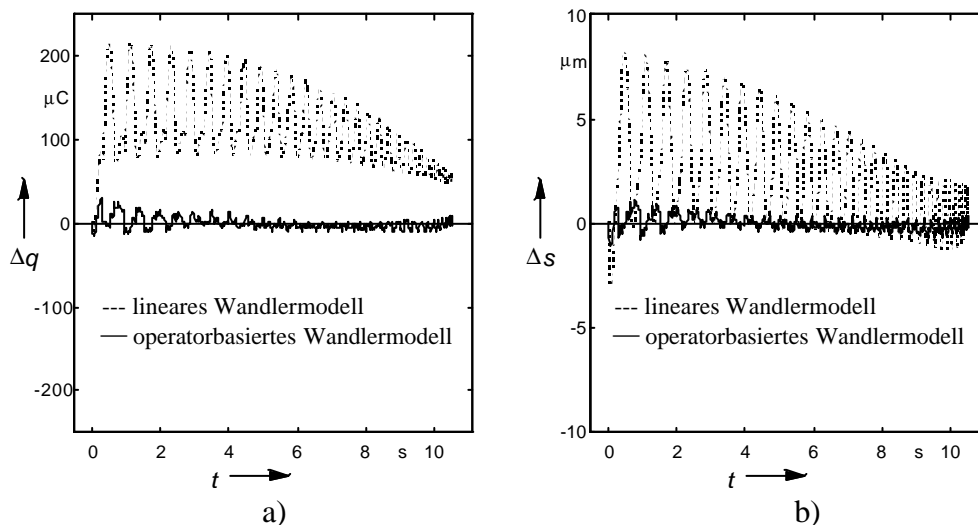 200
μC
100
0
Δq
-100
--- lineares Wandlermodell
— operatorbasiertes Wandlermodell
-200
0 2 4 6 8 s 10
t
a)
10
μm
5
0
Δs
--- lineares Wandlermodell
— operatorbasiertes Wandlermodell
-5
-10
0 2 4 6 8 s 10
t
b)